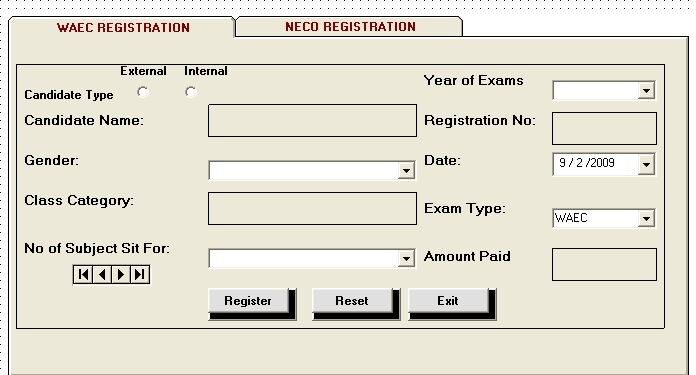 WAEC REGISTRATION
NECO REGISTRATION
External Internal
Candidate Type
Year of Exams
Candidate Name:
Registration No:
Gender:
Date:
9 / 2 /2009
Class Category:
Exam Type:
WAEC
No of Subject Sit For:
Amount Paid
Register
Reset
Exit